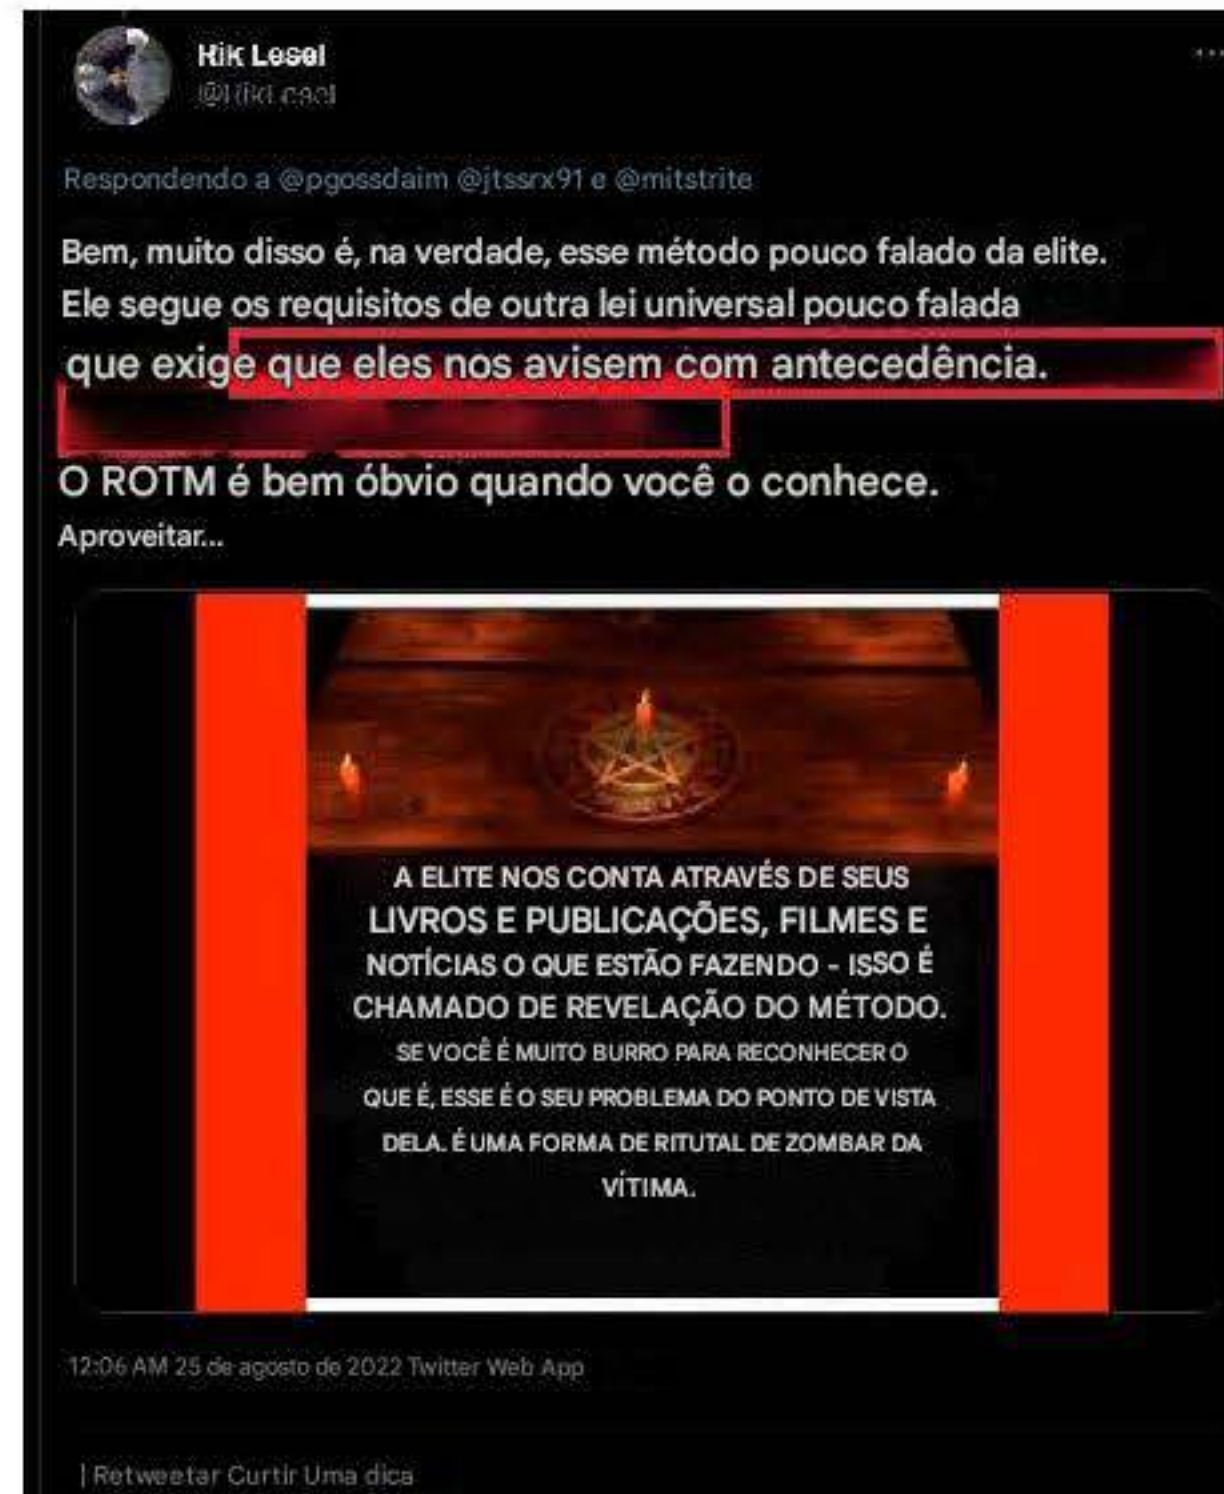 Rik Lesel
Respondendo a @pgossdaim @jtssrx91 e @mitstrite
Bem, muito disso é, na verdade, esse método pouco falado da elite.
Ele segue os requisitos de outra lei universal pouco falada
que exige que eles nos avisem com antecedência.
O ROTM é bem óbvio quando você o conhece.
Aproveitar...
A ELITE NOS CONTA ATRAVÉS DE SEUS
LIVROS E PUBLICAÇÕES, FILMES E
NOTÍCIAS O QUE ESTÃO FAZENDO - ISSO É
CHAMADO DE REVELAÇÃO DO MÉTODO.
SE VOCÊ É MUITO BURRO PARA RECONHECER O
QUE É, ESSE É O SEU PROBLEMA DO PONTO DE VISTA
DELA. É UMA FORMA DE RITUTAL DE ZOMBAR DA
VÍTIMA.
12:06 AM 25 de agosto de 2022 Twitter Web App
| Retweetar Curtir Uma dica